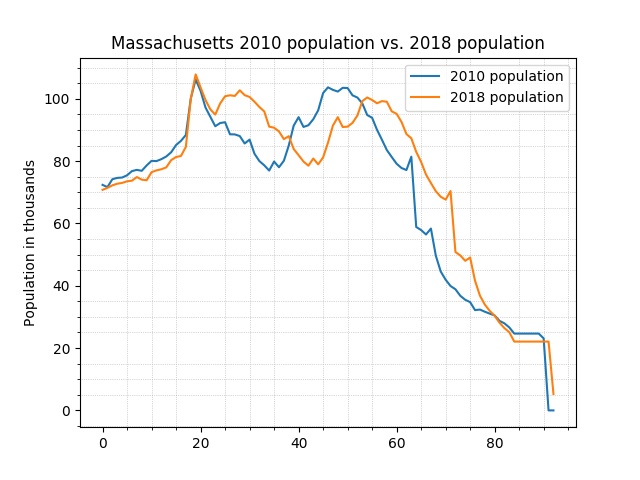 Massachusetts 2010 population vs. 2018 population
2010 population
2018 population
Population in thousands
100
80
60
40
20
0
0 20 40 60 80